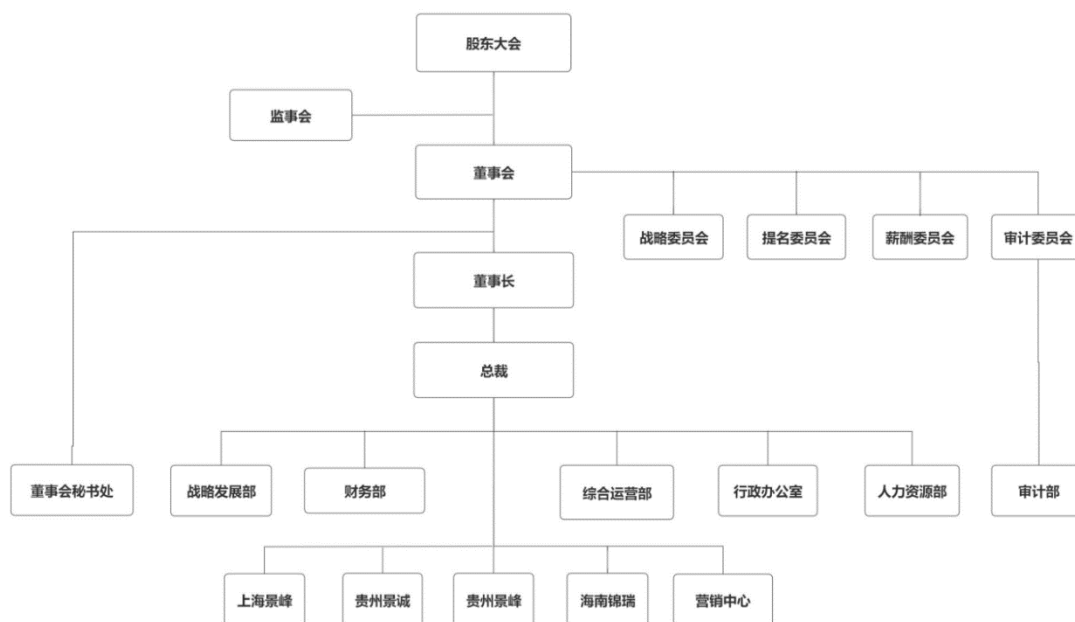 股东大会
监事会
董事会
战略委员会
提名委员会
薪酬委员会
审计委员会
董事长
总裁
董事会秘书处
战略发展部
财务部
综合运营部
行政办公室
人力资源部
审计部
上海景峰
贵州景诚
贵州景峰
海南锦瑞
营销中心